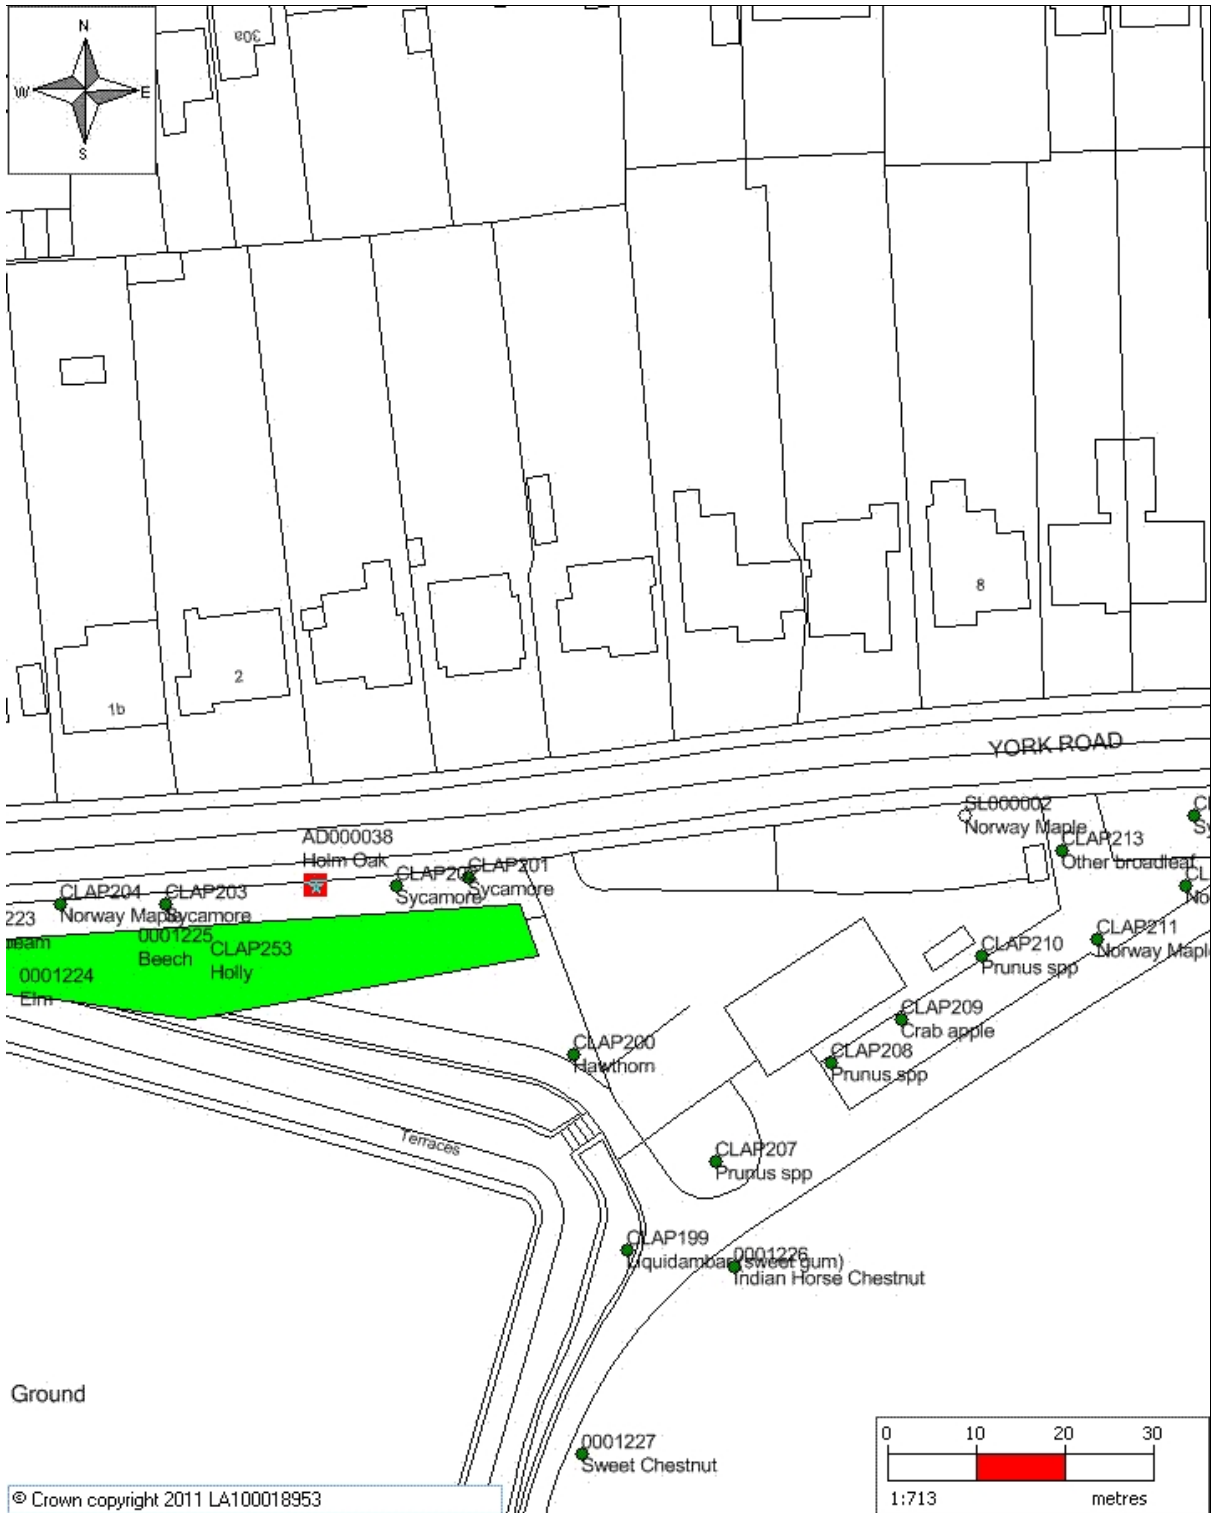 N
W E
S
30a
8
2
1b
YORK ROAD
SL000002
Norway Maple
AD000038
Holm Oak
CLAP213
Other broadleaf
CLAP201
Sycamore
Sycamore
CLAP204
Norway Maple
CLAP203
Sycamore
223
0001225
Beech
CLAP253
Holly
0001224
Elm
CLAP211
Norway Mapl
CLAP210
Prunus spp
CLAP209
Crab apple
CLAP200
Hawthorn
CLAP208
Prunus spp
Terraces
CLAP207
Prunus spp
CLAP199
Liquidambar (sweet gum)
0001226
Indian Horse Chestnut
Ground
0001227
Sweet Chestnut
0 10 20 30
1:713 metres
© Crown copyright 2011 LA100018953